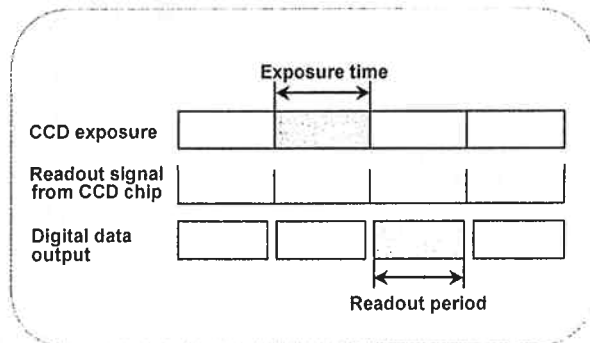 Exposure time
CCD exposure
Readout signal
from CCD chip
Digital data
output
Readout period